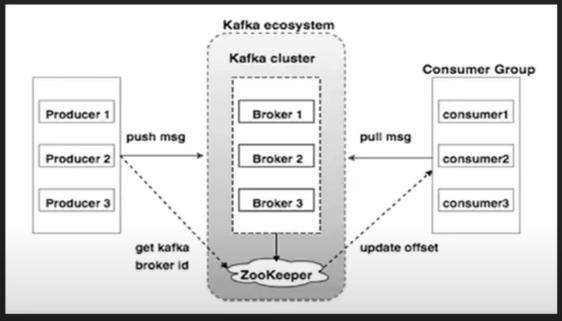 Kafka ecosystem
Kafka cluster
Consumer Group
Producer 1
Producer 2
Producer 3
push msg
Broker 1
Broker 2
Broker 3
pull msg
consumer1
consumer2
consumer3
get kafka
broker id
ZooKeeper
update offset